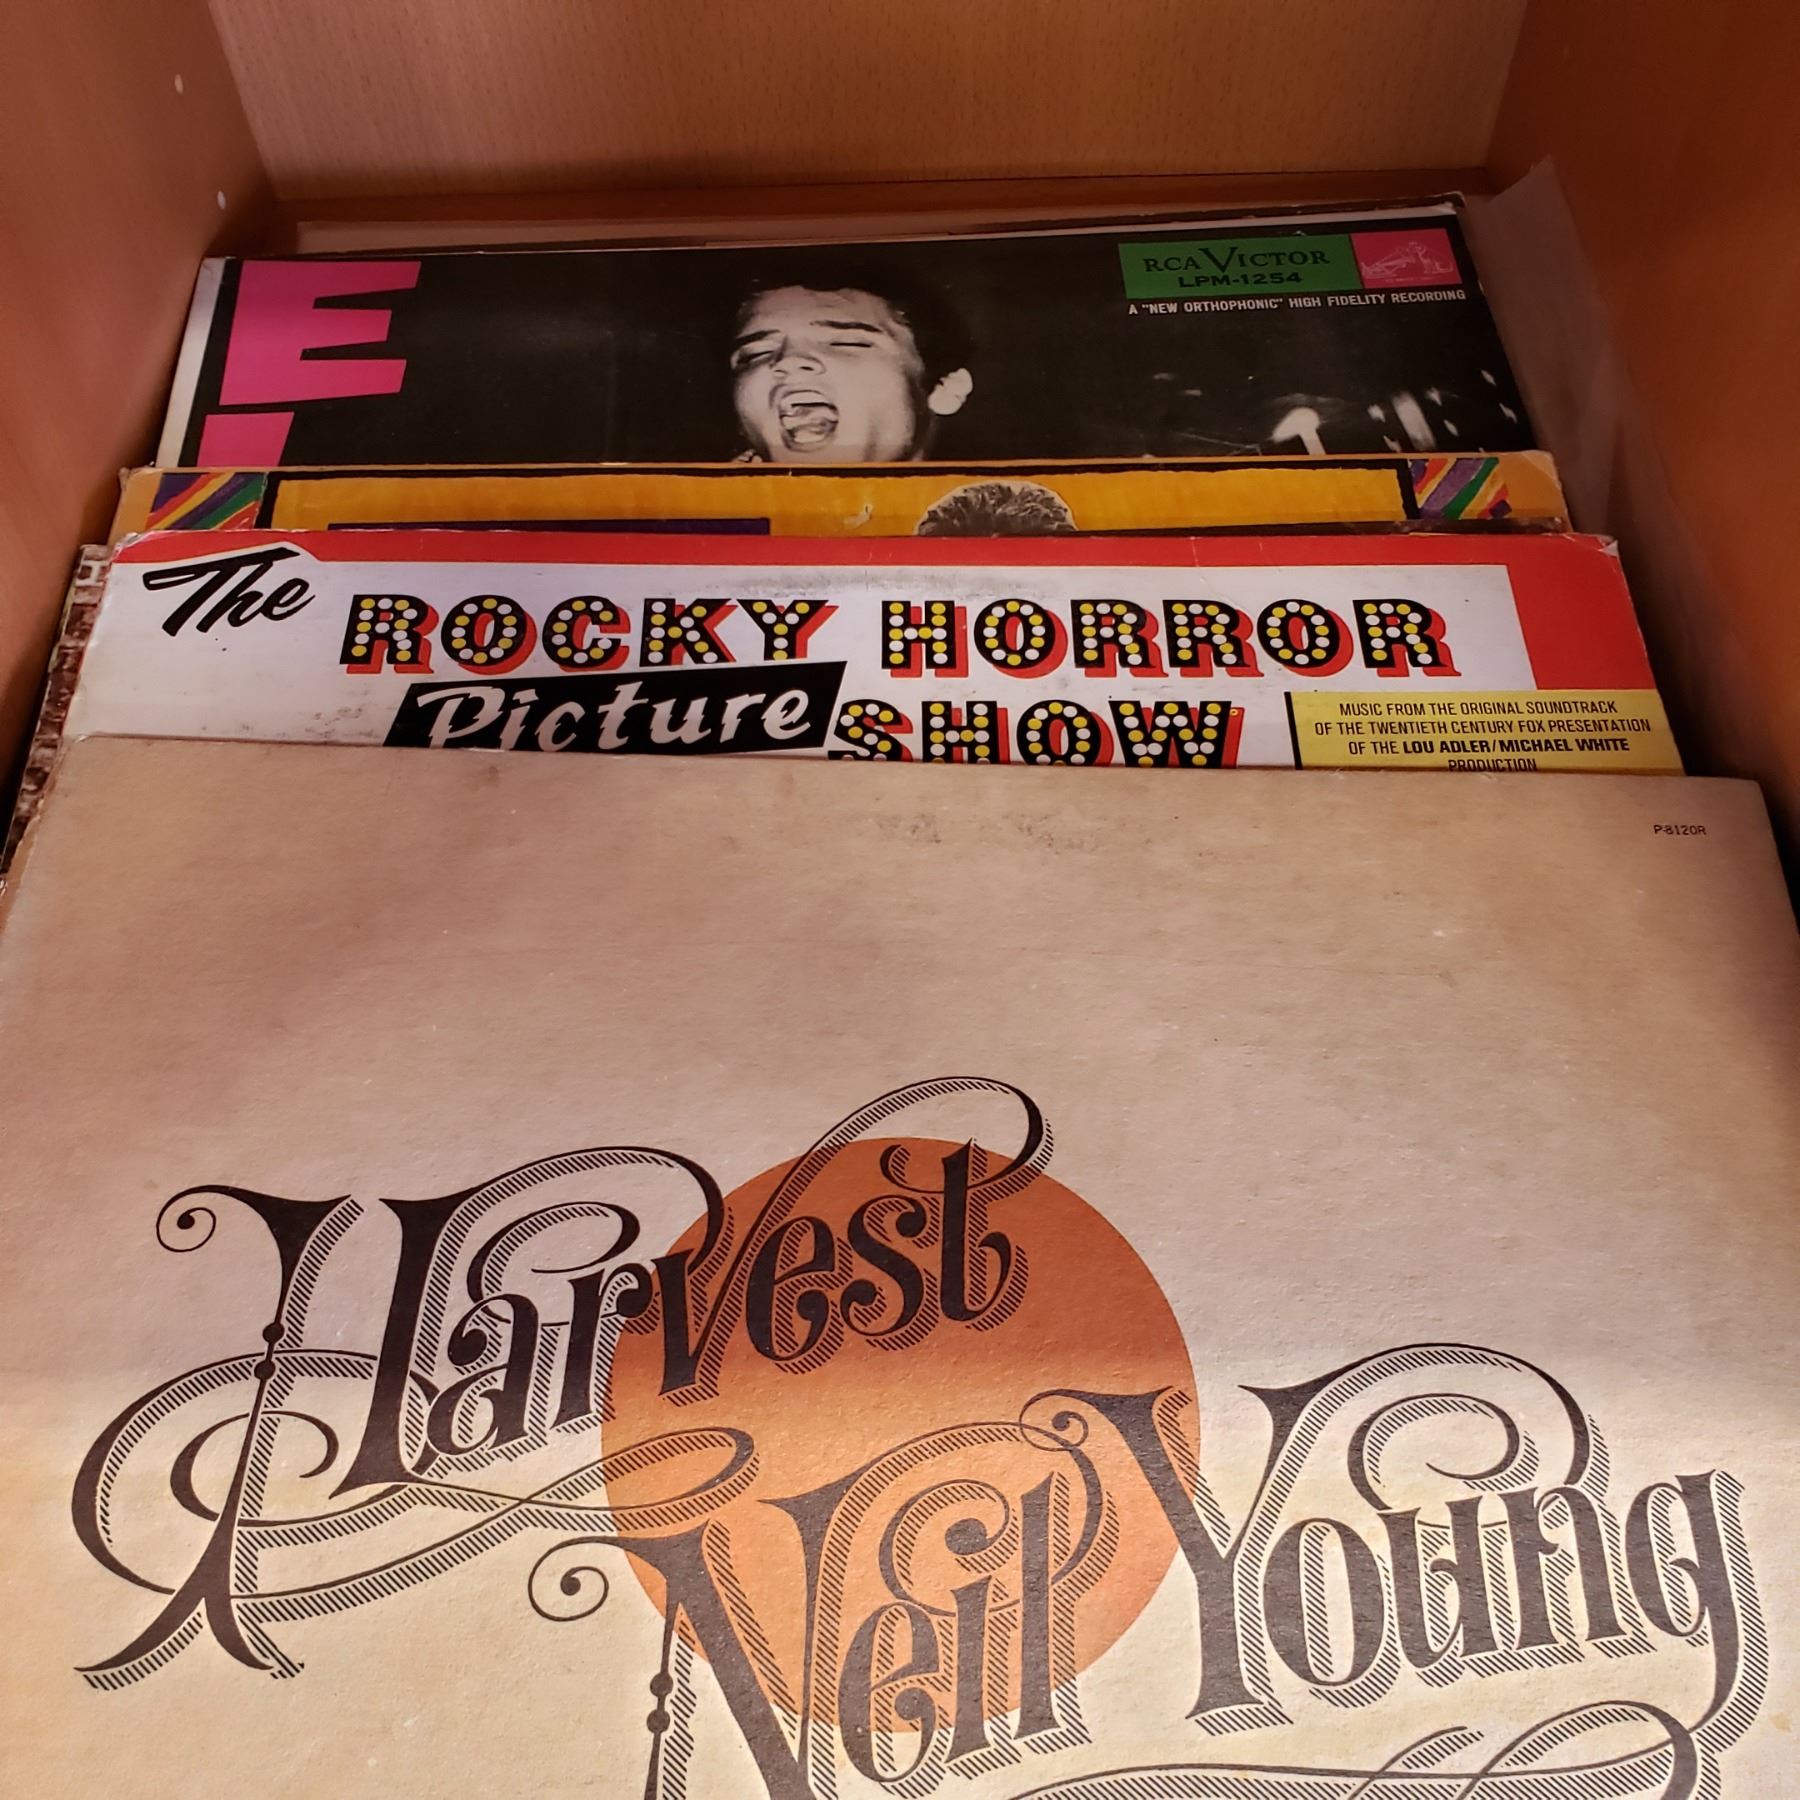 E
L
RCA VICTOR
LPM-1254
A "NEW ORTHOPHONIC" HIGH FIDELITY RECORDING
The
ROCKY HORROR
Picture SHOW
MUSIC FROM THE ORIGINAL SOUNDTRACK
OF THE TWENTIETH CENTURY FOX PRESENTATION
OF THE LOU ADLER/MICHAEL WHITE
PRODUCTION
P-8120R
Harvest
Neil Young